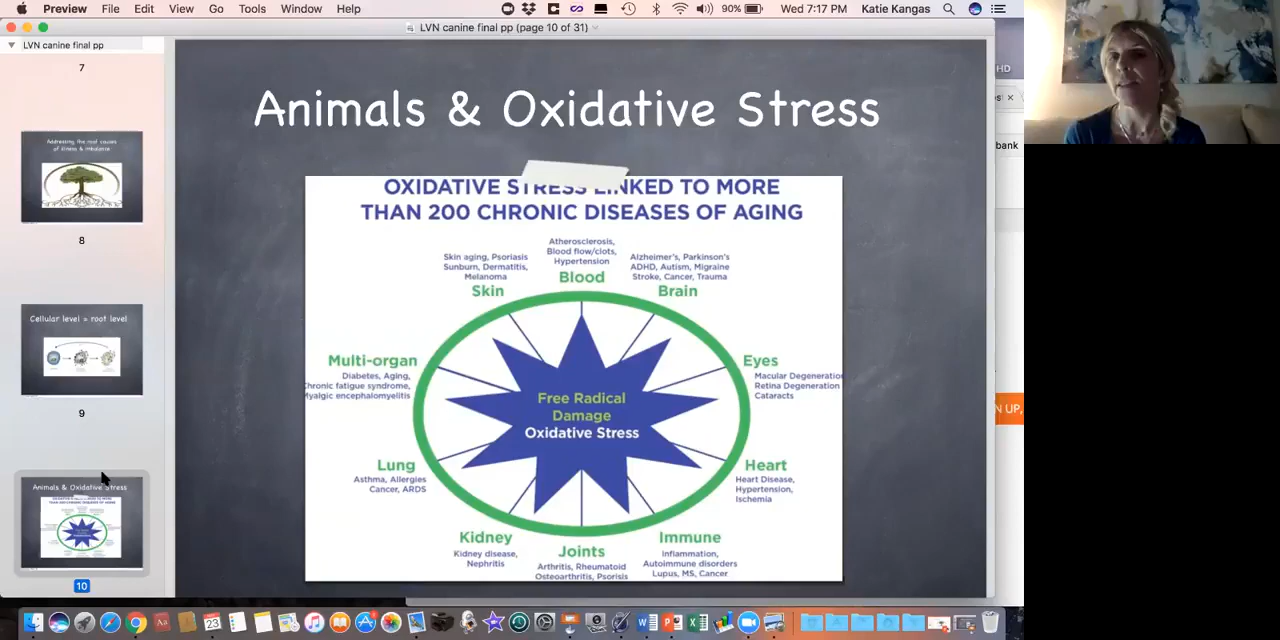 Preview File Edit View Go Tools Window Help 90% Wed 7:17 PM Katie Kangas
LVN canine final pp (page 10 of 31)
LVN canine final pp
7
Addressing the root causes
of illness & imbalance
8
Cellular level = root level
9
Animals & Oxidative Stress
10
Animals & Oxidative Stress
OXIDATIVE STRESS LINKED TO MORE
THAN 200 CHRONIC DISEASES OF AGING
Skin aging, Psoriasis
Sunburn, Dermatitis,
Melanoma
Skin
Atherosclerosis,
Blood flow/clots,
Hypertension
Blood
Alzheimer's, Parkinson's
ADHD, Autism, Migraine
Stroke, Cancer, Trauma
Brain
Multi-organ
Diabetes, Aging,
Chronic fatigue syndrome,
Myalgic encephalomyelitis
Eyes
Macular Degeneration
Retina Degeneration
Cataracts
Free Radical
Damage
Oxidative Stress
Lung
Asthma, Allergies
Cancer, ARDS
Heart
Heart Disease,
Hypertension,
Ischemia
Kidney
Kidney disease,
Nephritis
Joints
Arthritis, Rheumatoid
Osteoarthritis, Psorisis
Immune
Inflammation,
Autoimmune disorders
Lupus, MS, Cancer
HD
bank
N UP,
23